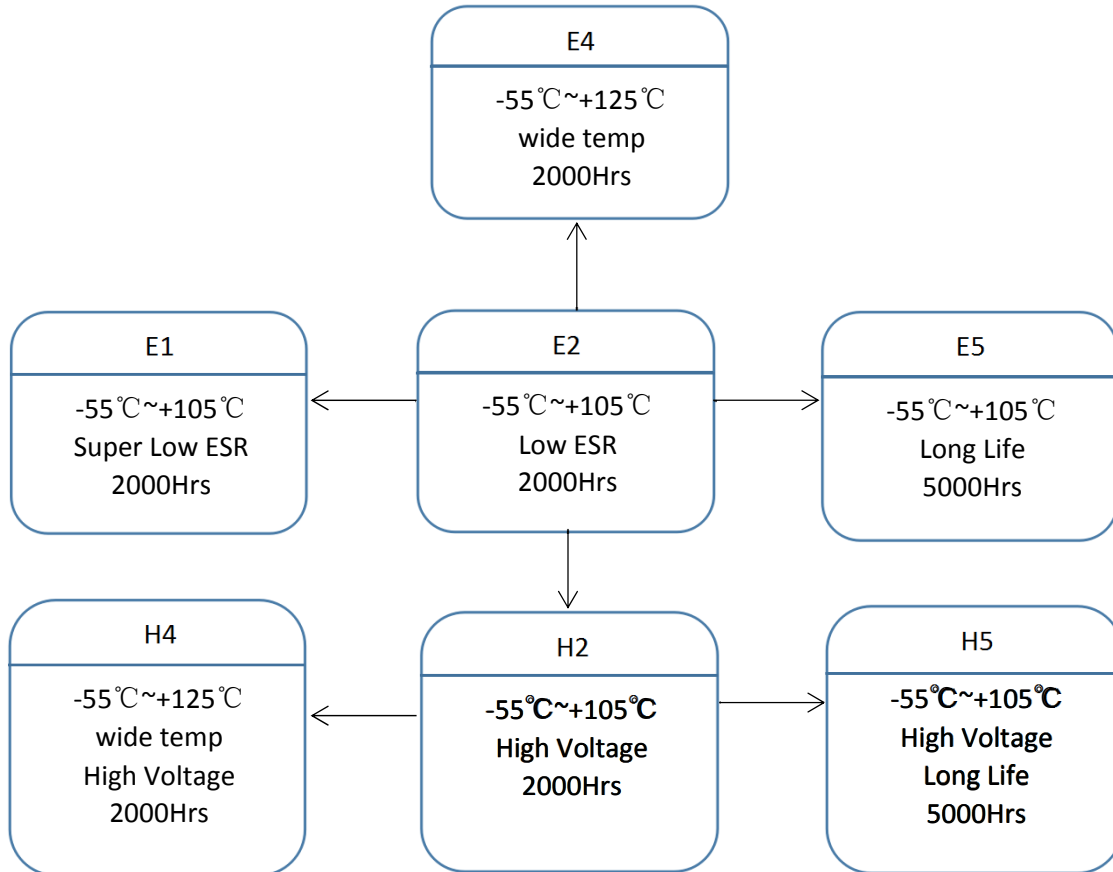 E4
-55℃~+125℃
wide temp
2000Hrs
E1
-55℃~+105℃
Super Low ESR
2000Hrs
E2
-55℃~+105℃
Low ESR
2000Hrs
E5
-55℃~+105℃
Long Life
5000Hrs
H4
-55℃~+125℃
wide temp
High Voltage
2000Hrs
H2
-55℃~+105℃
High Voltage
2000Hrs
H5
-55℃~+105℃
High Voltage
Long Life
5000Hrs